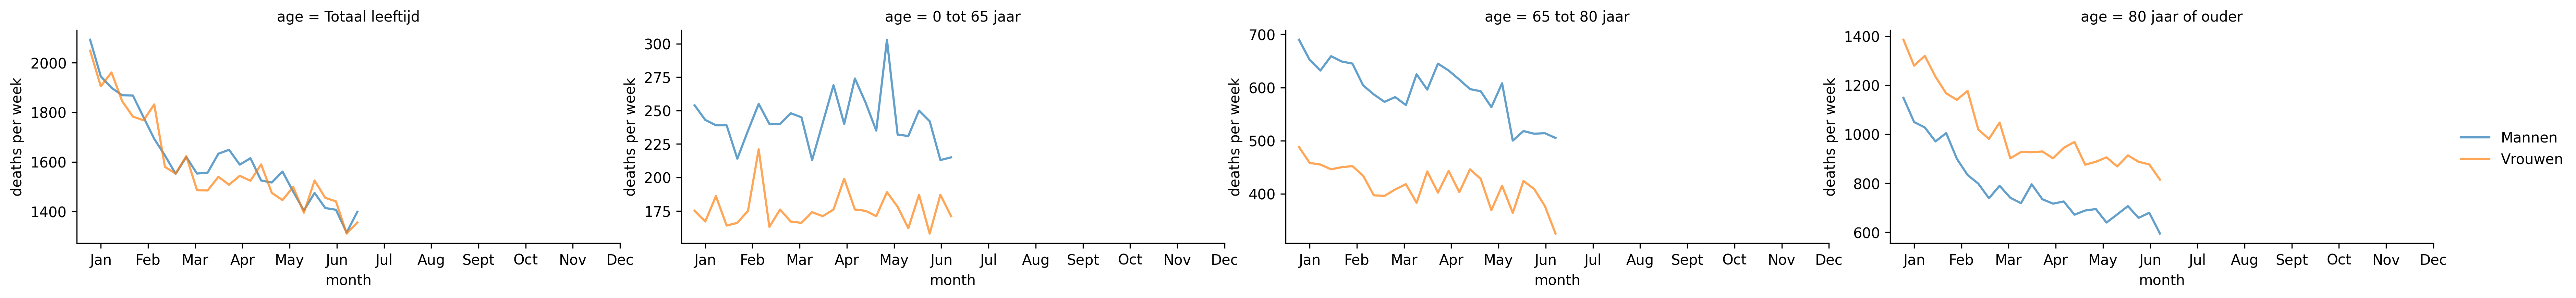 age = Totaal leeftijd
2000
1800
1600
1400
deaths per week
Jan Feb Mar Apr May Jun Jul Aug Sept Oct Nov Dec
month
age = 0 tot 65 jaar
300
275
250
225
200
175
deaths per week
Jan Feb Mar Apr May Jun Jul Aug Sept Oct Nov Dec
month
age = 65 tot 80 jaar
700
600
500
400
deaths per week
Jan Feb Mar Apr May Jun Jul Aug Sept Oct Nov Dec
month
age = 80 jaar of ouder
1400
1200
1000
800
600
deaths per week
Jan Feb Mar Apr May Jun Jul Aug Sept Oct Nov Dec
month
Mannen
Vrouwen